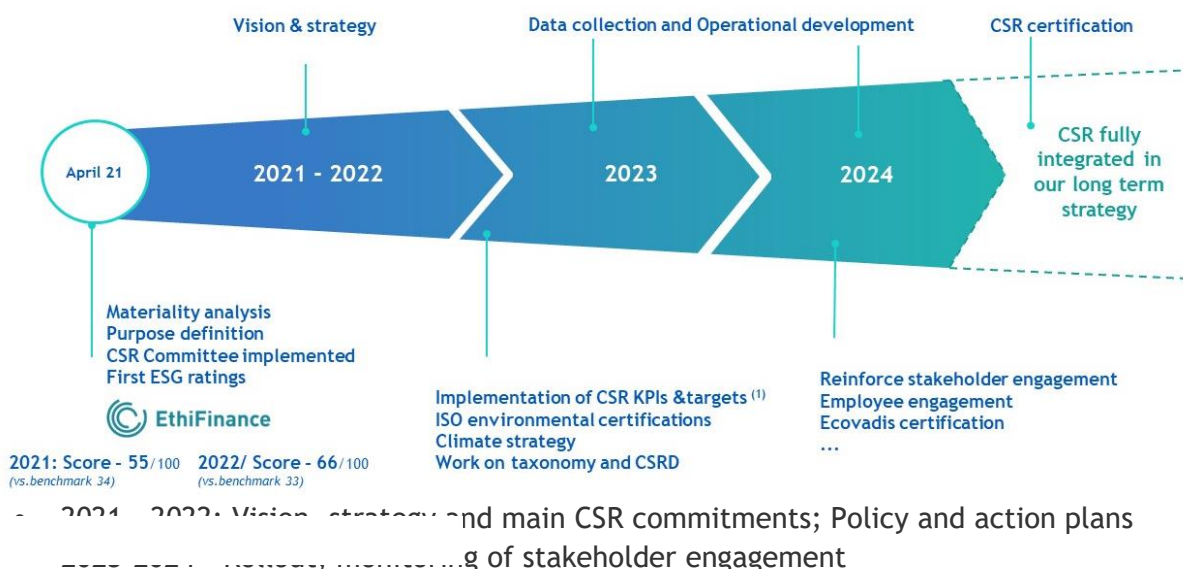 Vision & strategy
Data collection and Operational development
CSR certification
April 21
2021 - 2022
2023
2024
CSR fully
integrated in
our long term
strategy
Materiality analysis
Purpose definition
CSR Committee implemented
First ESG ratings
EthiFinance
2021: Score - 55/100
(vs.benchmark 34)
2022/ Score - 66/100
(vs.benchmark 33)
Implementation of CSR KPIs &targets (1)
ISO environmental certifications
Climate strategy
Work on taxonomy and CSRD
Reinforce stakeholder engagement
Employee engagement
Ecovadis certification
...
and main CSR commitments; Policy and action plans
of stakeholder engagement